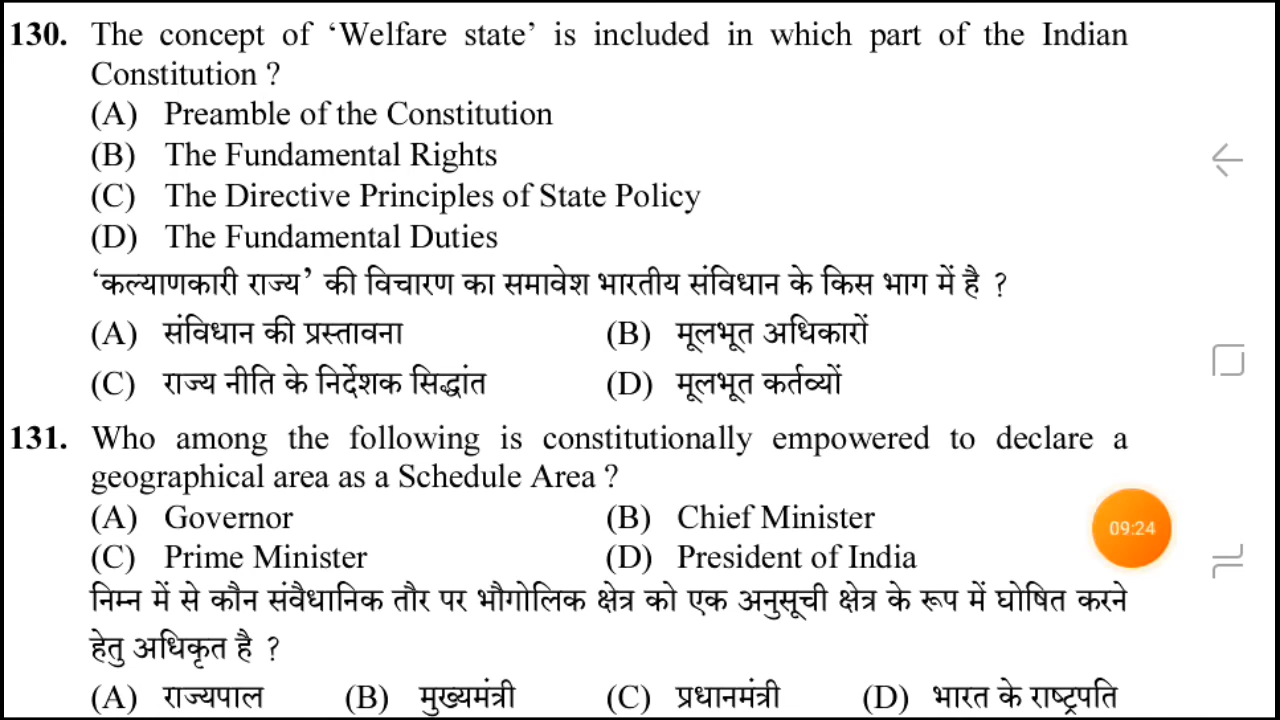 130. The concept of ‘Welfare state’ is included in which part of the Indian
Constitution ?
(A) Preamble of the Constitution
(B) The Fundamental Rights
(C) The Directive Principles of State Policy
(D) The Fundamental Duties
‘कल्याणकारी राज्य’ की विचारण का समावेश भारतीय संविधान के किस भाग में है ?
(A) संविधान की प्रस्तावना (B) मूलभूत अधिकारों
(C) राज्य नीति के निर्देशक सिद्धांत (D) मूलभूत कर्तव्यों
131. Who among the following is constitutionally empowered to declare a
geographical area as a Schedule Area ?
(A) Governor (B) Chief Minister
09:24
(C) Prime Minister (D) President of India
निम्न में से कौन संवैधानिक तौर पर भौगोलिक क्षेत्र को एक अनुसूची क्षेत्र के रूप में घोषित करने
हेतु अधिकृत है ?
(A) राज्यपाल (B) मुख्यमंत्री (C) प्रधानमंत्री (D) भारत के राष्ट्रपति